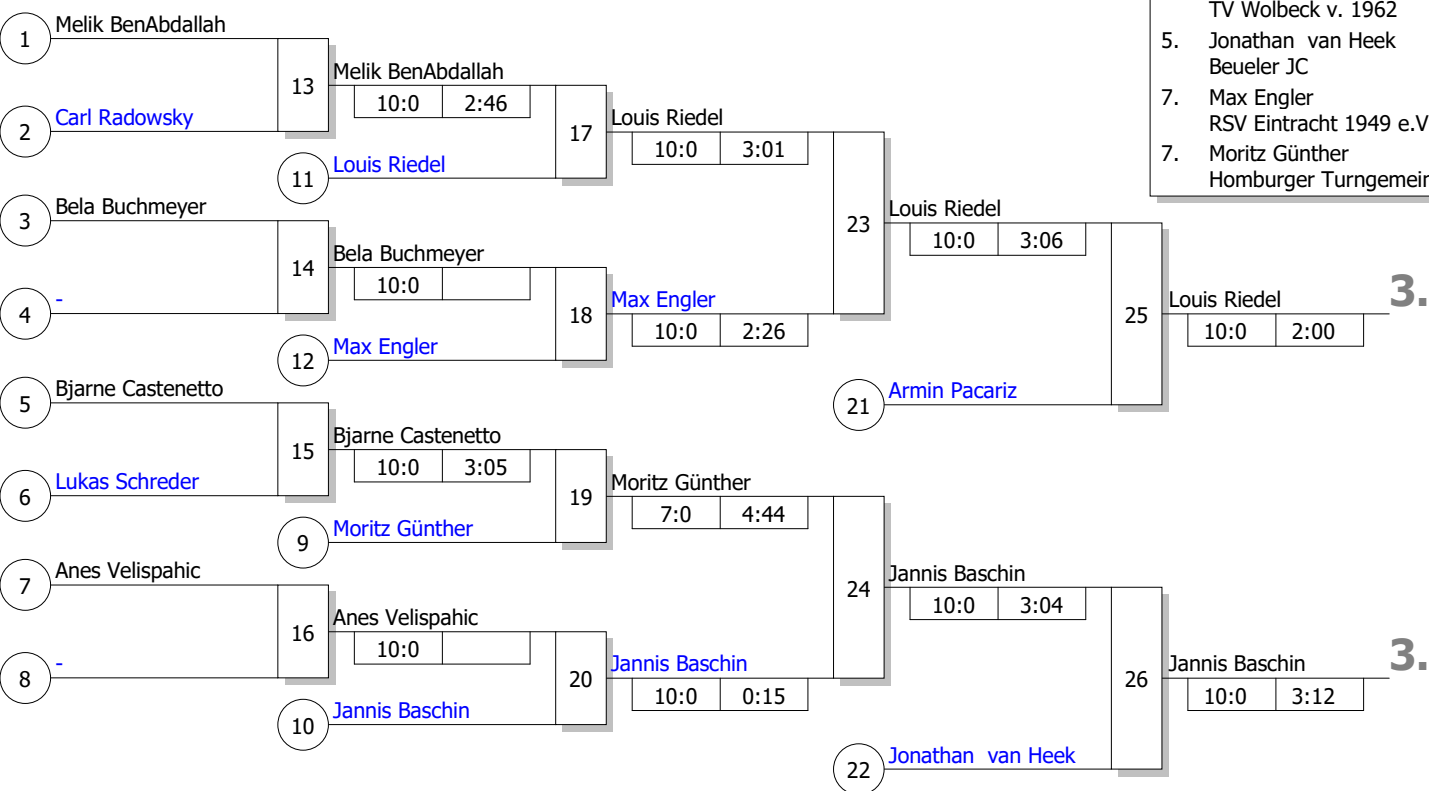 Melik BenAbdallah
1
Carl Radowsky
2
13
Melik BenAbdallah
10:0 2:46
Louis Riedel
11
17
Louis Riedel
10:0 3:01
Bela Buchmeyer
3
-
4
14
Bela Buchmeyer
10:0
Max Engler
12
18
Max Engler
10:0 2:26
23
Louis Riedel
10:0 3:06
Armin Pacariz
21
25
Louis Riedel
10:0 2:00
3.
Bjarne Castenetto
5
Lukas Schreder
6
15
Bjarne Castenetto
10:0 3:05
Moritz Günther
9
19
Moritz Günther
7:0 4:44
Anes Velispahic
7
-
8
16
Anes Velispahic
10:0
Jannis Baschin
10
20
Jannis Baschin
10:0 0:15
24
Jannis Baschin
10:0 3:04
Jonathan van Heek
22
26
Jannis Baschin
10:0 3:12
3.
TV Wolbeck v. 1962
5. Jonathan van Heek
Beueler JC
7. Max Engler
RSV Eintracht 1949 e.V
7. Moritz Günther
Homburger Turngemein